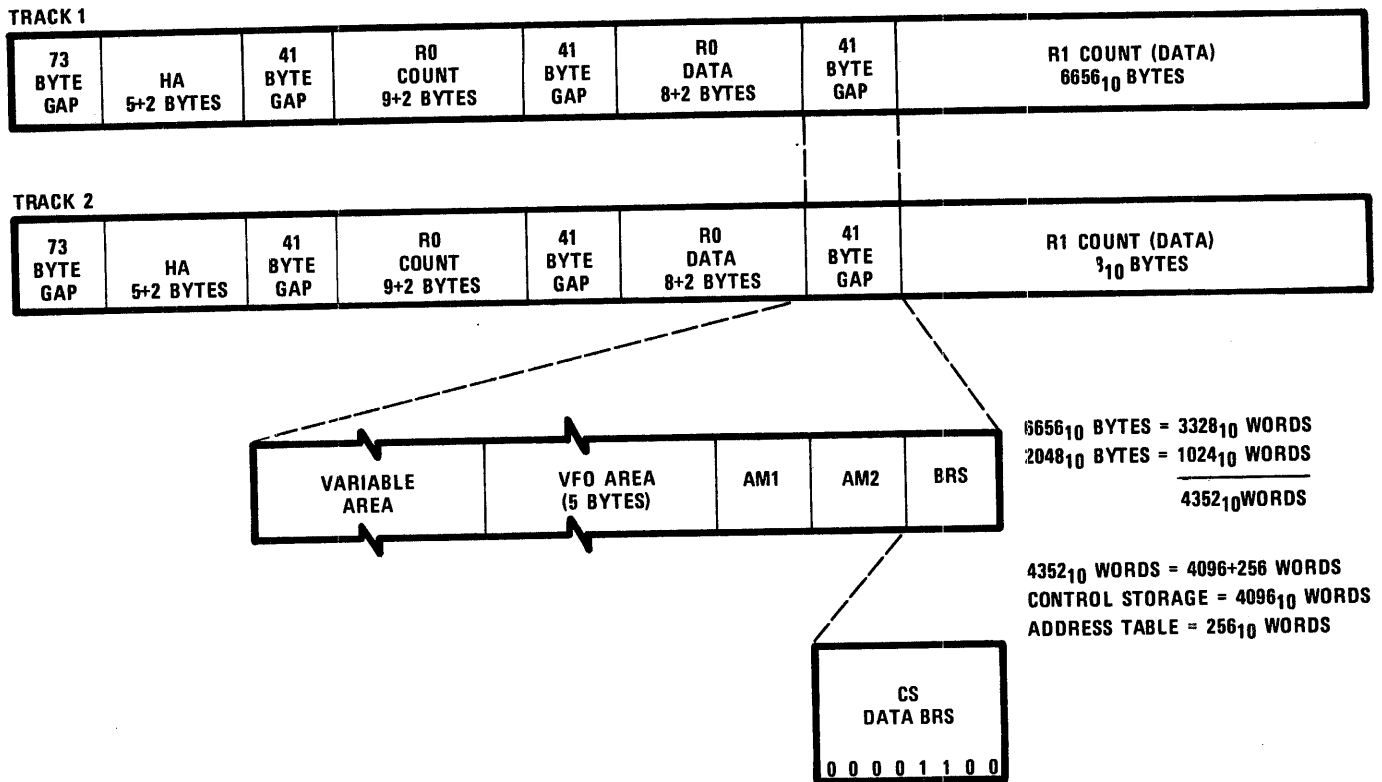 TRACK 1
73 BYTE GAP
HA 5+2 BYTES
41 BYTE GAP
R0 COUNT 9+2 BYTES
41 BYTE GAP
R0 DATA 8+2 BYTES
41 BYTE GAP
R1 COUNT (DATA)
6656₁₀ BYTES
TRACK 2
73 BYTE GAP
HA 5+2 BYTES
41 BYTE GAP
R0 COUNT 9+2 BYTES
41 BYTE GAP
R0 DATA 8+2 BYTES
41 BYTE GAP
R1 COUNT (DATA)
₁₀ BYTES
VARIABLE AREA
VFO AREA (5 BYTES)
AM1
AM2
BRS
6656₁₀ BYTES = 3328₁₀ WORDS
2048₁₀ BYTES = 1024₁₀ WORDS
4352₁₀WORDS
4352₁₀ WORDS = 4096+256 WORDS
CONTROL STORAGE = 4096₁₀ WORDS
ADDRESS TABLE = 256₁₀ WORDS
CS
DATA BRS
0 0 0 0 1 1 0 0